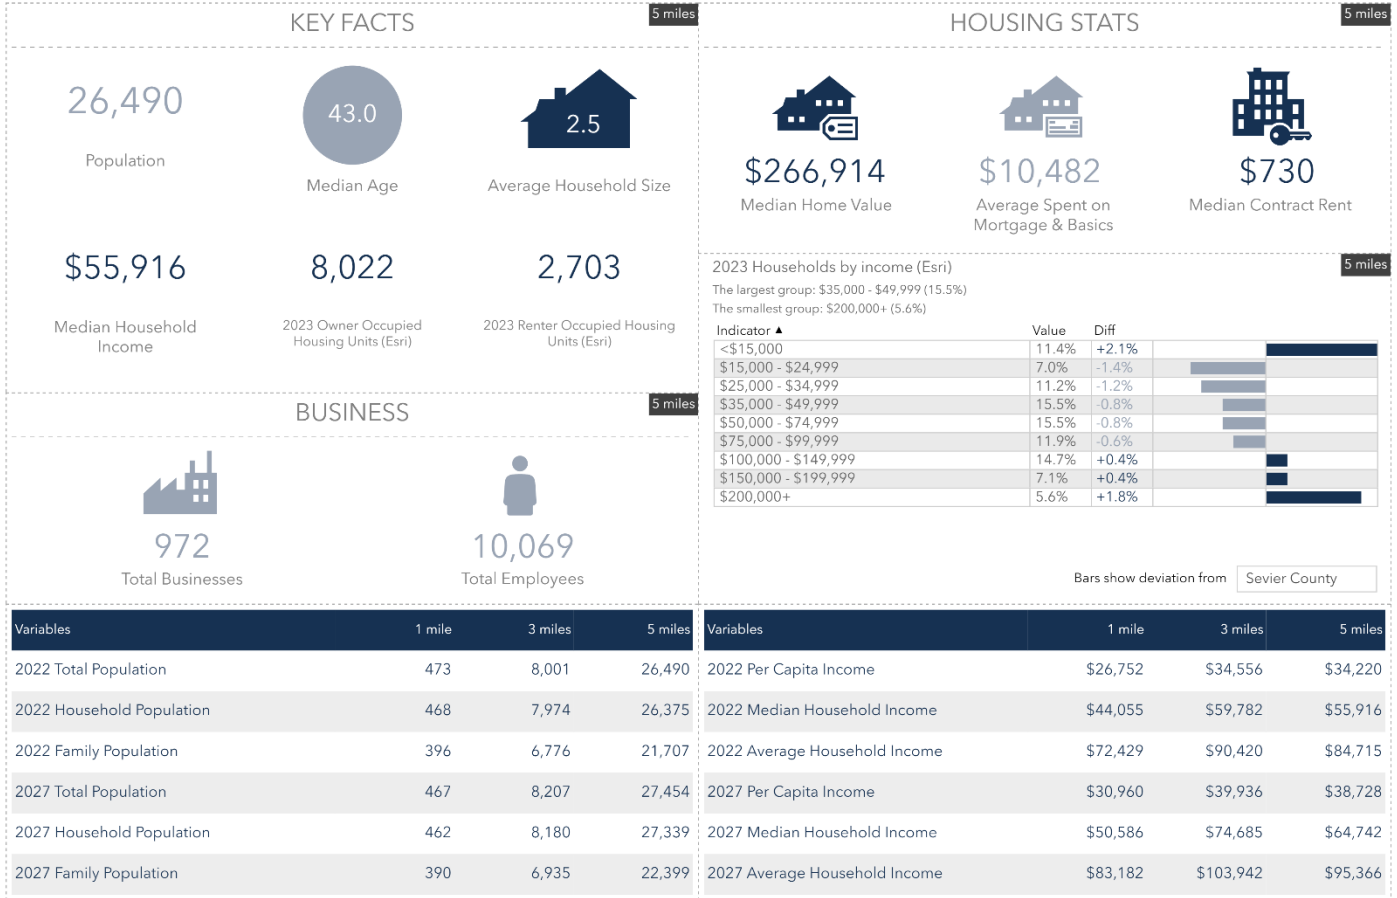 KEY FACTS
5 miles
26,490
Population
43.0
Median Age
2.5
Average Household Size
$55,916
Median Household
Income
8,022
2023 Owner Occupied
Housing Units (Esri)
2,703
2023 Renter Occupied Housing
Units (Esri)
BUSINESS
5 miles
972
Total Businesses
10,069
Total Employees
HOUSING STATS
5 miles
$266,914
Median Home Value
$10,482
Average Spent on
Mortgage & Basics
$730
Median Contract Rent
2023 Households by income (Esri)
5 miles
The largest group: $35,000 - $49,999 (15.5%)
The smallest group: $200,000+ (5.6%)
Indicator ▲ Value Diff
<$15,000 11.4% +2.1%
$15,000 - $24,999 7.0% -1.4%
$25,000 - $34,999 11.2% -1.2%
$35,000 - $49,999 15.5% -0.8%
$50,000 - $74,999 15.5% -0.8%
$75,000 - $99,999 11.9% -0.6%
$100,000 - $149,999 14.7% +0.4%
$150,000 - $199,999 7.1% +0.4%
$200,000+ 5.6% +1.8%
Bars show deviation from Sevier County
Variables 1 mile 3 miles 5 miles
2022 Total Population 473 8,001 26,490
2022 Household Population 468 7,974 26,375
2022 Family Population 396 6,776 21,707
2027 Total Population 467 8,207 27,454
2027 Household Population 462 8,180 27,339
2027 Family Population 390 6,935 22,399
Variables 1 mile 3 miles 5 miles
2022 Per Capita Income $26,752 $34,556 $34,220
2022 Median Household Income $44,055 $59,782 $55,916
2022 Average Household Income $72,429 $90,420 $84,715
2027 Per Capita Income $30,960 $39,936 $38,728
2027 Median Household Income $50,586 $74,685 $64,742
2027 Average Household Income $83,182 $103,942 $95,366